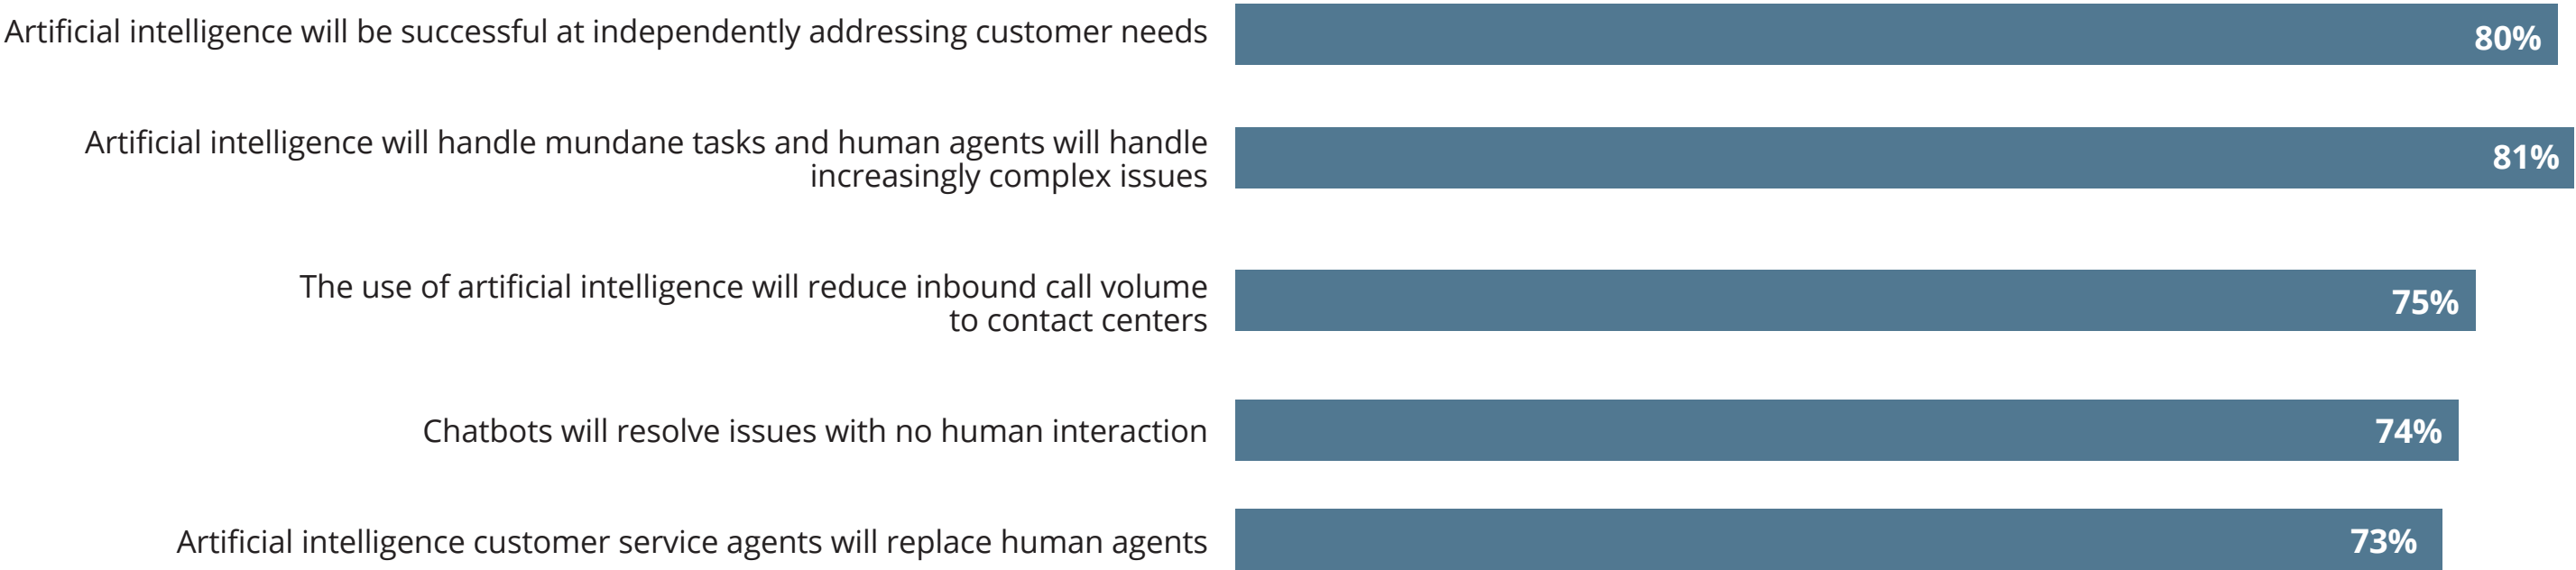 Artificial intelligence will be successful at independently addressing customer needs
80%
Artificial intelligence will handle mundane tasks and human agents will handle
increasingly complex issues
81%
The use of artificial intelligence will reduce inbound call volume
to contact centers
75%
Chatbots will resolve issues with no human interaction
74%
Artificial intelligence customer service agents will replace human agents
73%